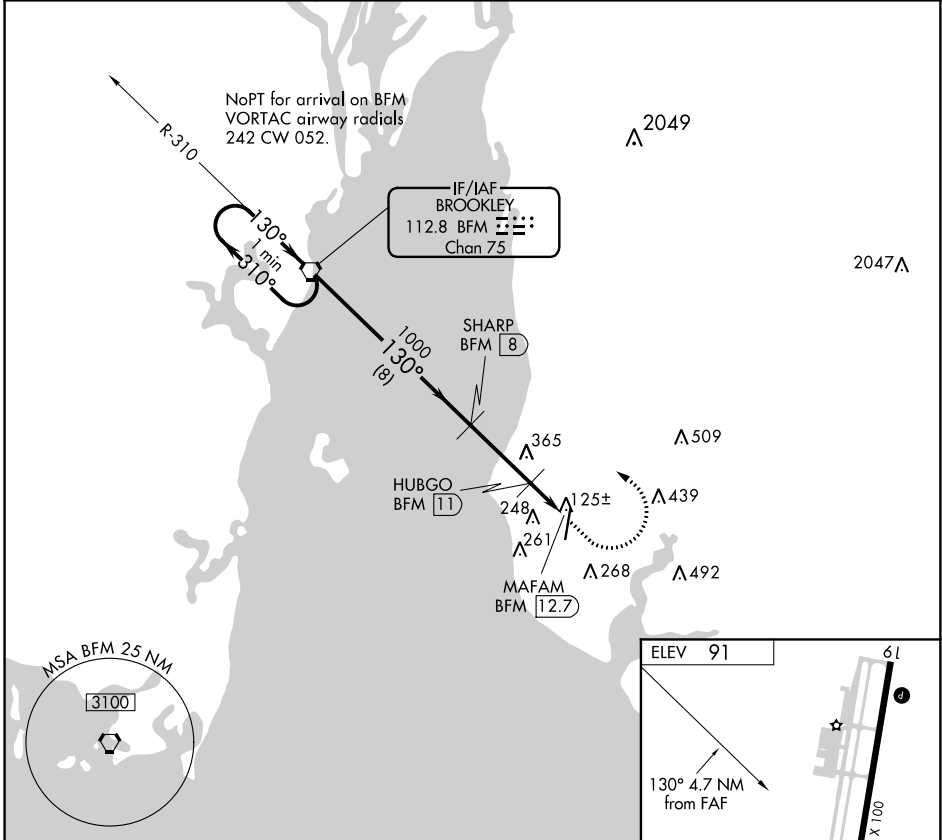 NoPT for arrival on BFM
VORTAC airway radials
242 CW 052.
R-310
2049
IF/IAF
BROOKLEY
112.8 BFM
Chan 75
130°
1 min
310°
2047
1000
130°
(8)
SHARP
BFM 8
365
509
HUBGO
BFM 11
248
125±
439
261
268
492
MAFAM
BFM 12.7
MSA BFM 25 NM
3100
ELEV 91
19
P
130° 4.7 NM
from FAF
X 100